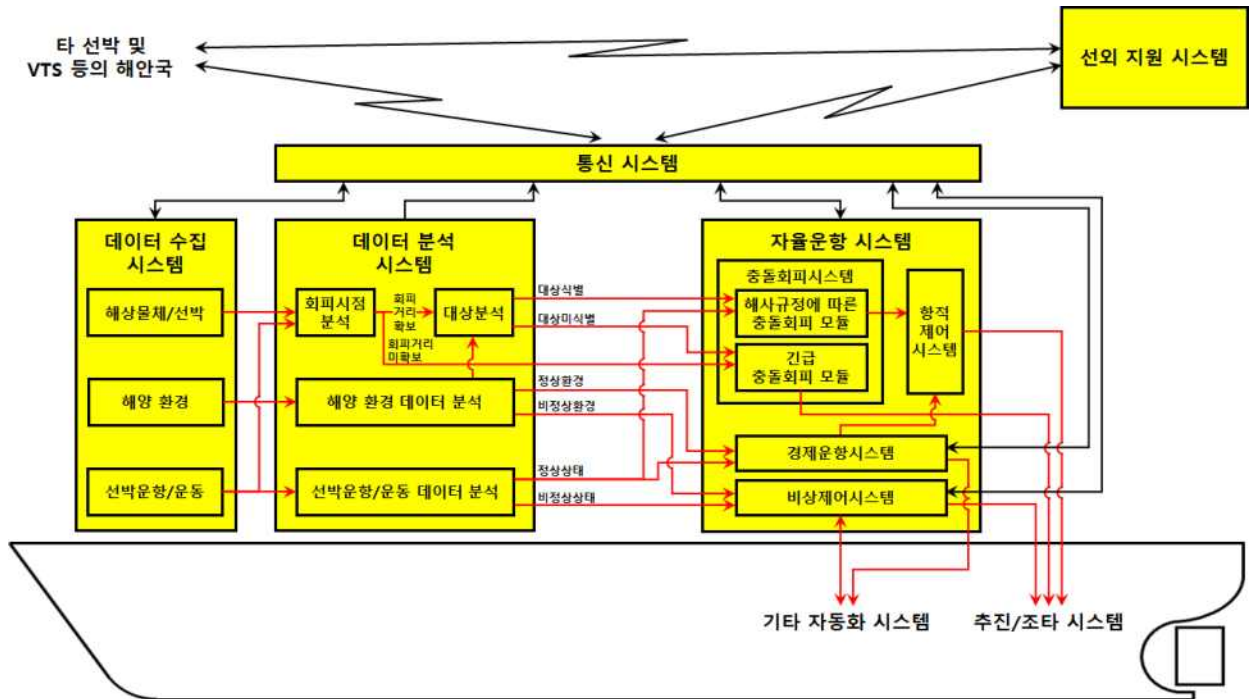 타 선박 및
VTS 등의 해안국
선외 지원 시스템
통신 시스템
데이터 수집
시스템
해상물체/선박
해양 환경
선박운항/운동
데이터 분석
시스템
회피시점
분석
회피
거리
확보
대상분석
회피거리
미확보
해양 환경 데이터 분석
선박운항/운동 데이터 분석
대상식별
대상미식별
정상환경
비정상환경
정상상태
비정상상태
자율운항 시스템
충돌회피시스템
해사규정에 따른
충돌회피 모듈
긴급
충돌회피 모듈
항적
제어
시스템
경제운항시스템
비상제어시스템
기타 자동화 시스템
추진/조타 시스템